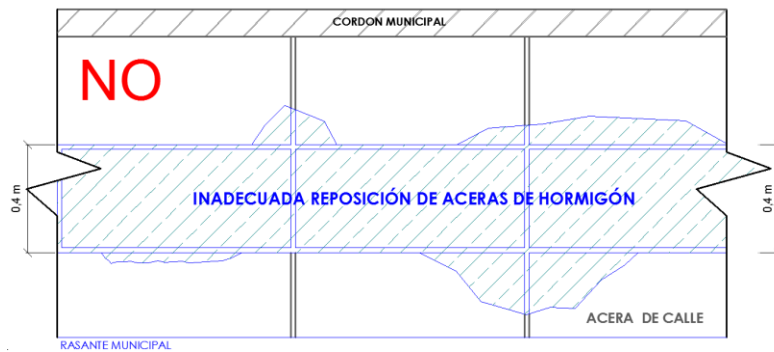 CORDON MUNICIPAL
NO
0,4 m
INADECUADA REPOSICIÓN DE ACERAS DE HORMIGÓN
0,4 m
ACERA DE CALLE
RASANTE MUNICIPAL